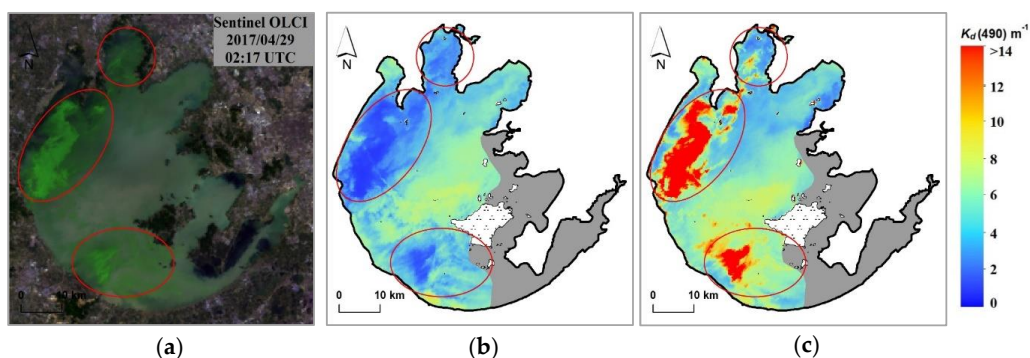 Sentinel OLCI
2017/04/29
02:17 UTC
N
0 10 km
(a)
N
0 10 km
(b)
N
0 10 km
(c)
Kd (490) m⁻¹
>14
12
10
8
6
4
2
0